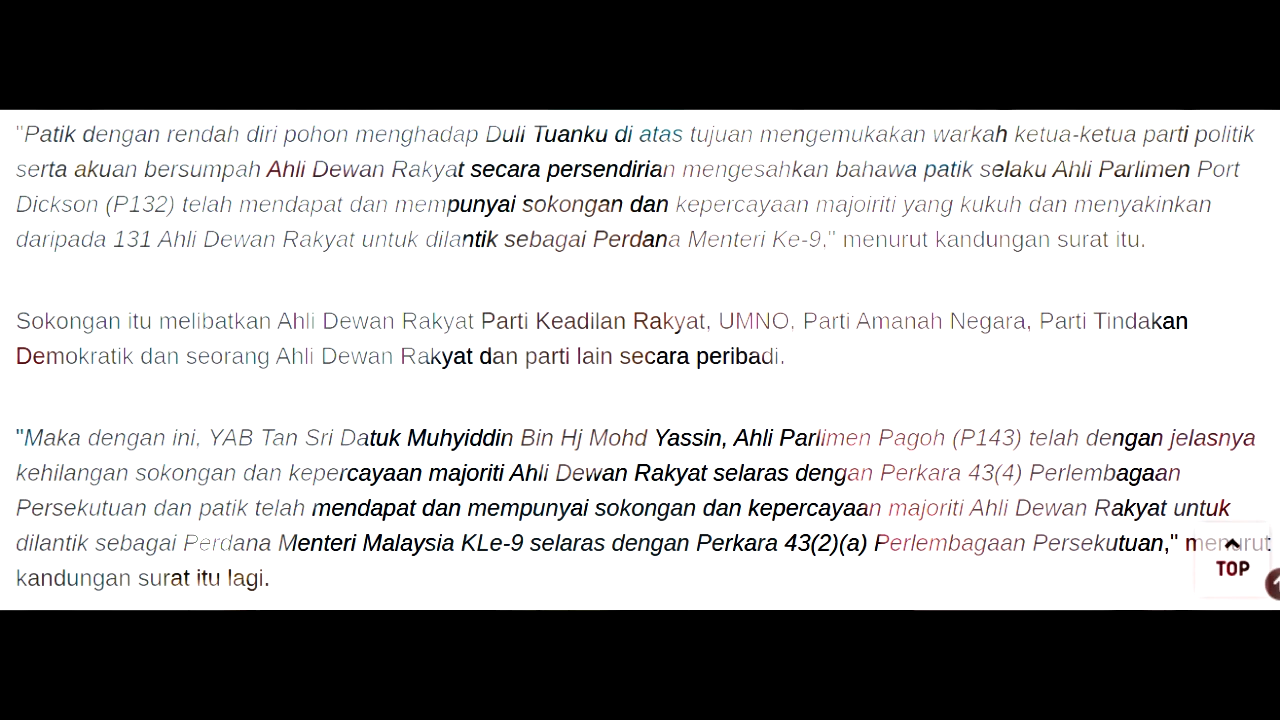 "Patik dengan rendah diri pohon menghadap Duli Tuanku di atas tujuan mengemukakan warkah ketua-ketua parti politik
serta akuan bersumpah Ahli Dewan Rakyat secara persendirian mengesahkan bahawa patik selaku Ahli Parlimen Port
Dickson (P132) telah mendapat dan mempunyai sokongan dan kepercayaan majoiriti yang kukuh dan menyakinkan
daripada 131 Ahli Dewan Rakyat untuk dilantik sebagai Perdana Menteri Ke-9," menurut kandungan surat itu.
Sokongan itu melibatkan Ahli Dewan Rakyat Parti Keadilan Rakyat, UMNO. Parti Amanah Negara, Parti Tindakan
Demokratik dan seorang Ahli Dewan Rakyat dan parti lain secara peribadi.
"Maka dengan ini, YAB Tan Sri Datuk Muhyiddin Bin Hj Mohd Yassin, Ahli Parlimen Pagoh (P143) telah dengan jelasnya
kehilangan sokongan dan kepercayaan majoriti Ahli Dewan Rakyat selaras dengan Perkara 43(4) Perlembagaan
Persekutuan dan patik telah mendapat dan mempunyai sokongan dan kepercayaan majoriti Ahli Dewan Rakyat untuk
dilantik sebagai Perdana Menteri Malaysia KLe-9 selaras dengan Perkara 43(2)(a) Perlembagaan Persekutuan," menurut
kandungan surat itu lagi.
TOP